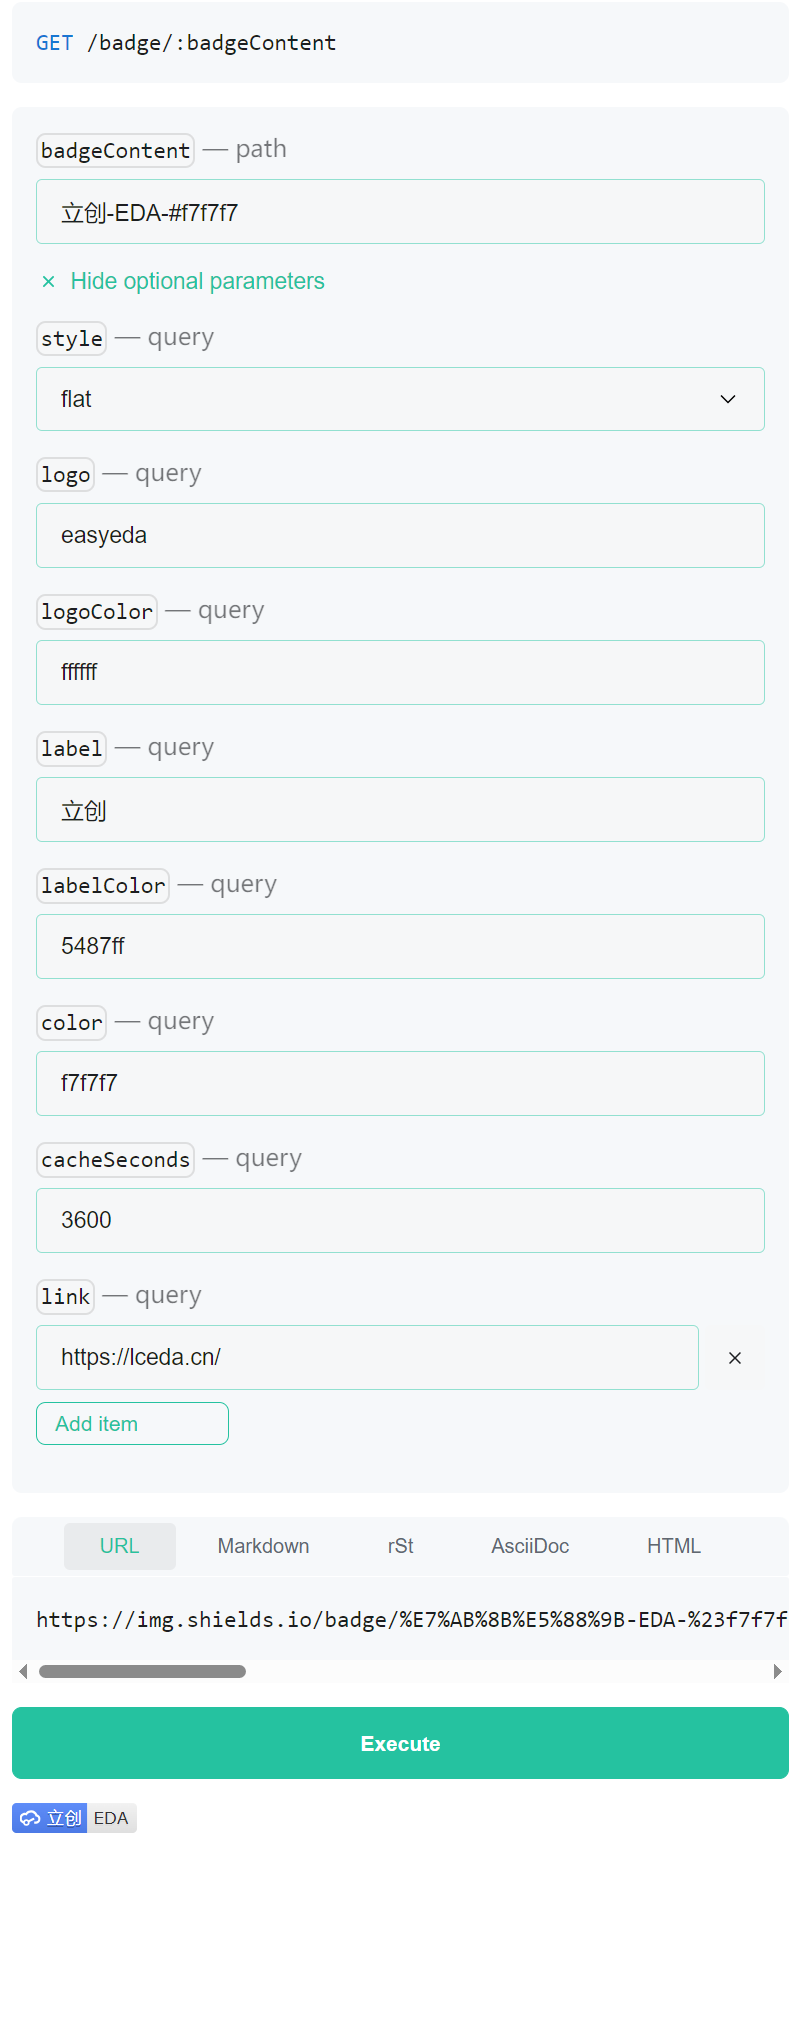 GET /badge/:badgeContent
badgeContent — path
立创-EDA-#f7f7f7
× Hide optional parameters
style — query
flat
logo — query
easyeda
logoColor — query
ffffff
label — query
立创
labelColor — query
5487ff
color — query
f7f7f7
cacheSeconds — query
3600
link — query
https://lceda.cn/
Add item
URL Markdown rSt AsciiDoc HTML
https://img.shields.io/badge/%E7%AB%8B%E5%88%9B-EDA-%23f7f7f
Execute
立创 EDA